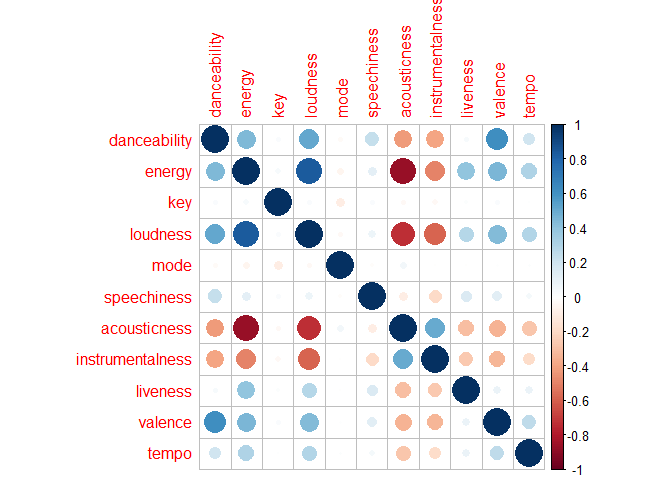 danceability
energy
key
loudness
mode
speechiness
acousticness
instrumentalness
liveness
valence
tempo
danceability
energy
key
loudness
mode
speechiness
acousticness
instrumentalness
liveness
valence
tempo
1
0.8
0.6
0.4
0.2
0
-0.2
-0.4
-0.6
-0.8
-1